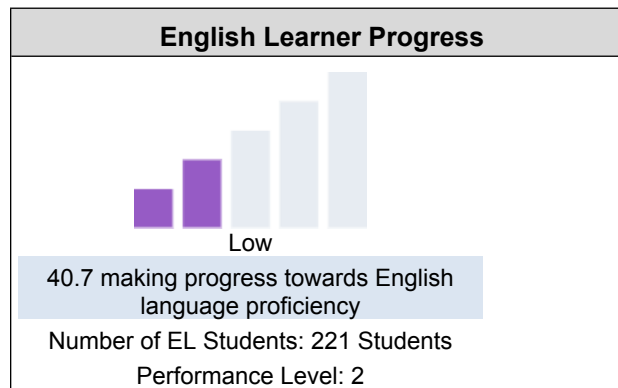 English Learner Progress
Low
40.7 making progress towards English
language proficiency
Number of EL Students: 221 Students
Performance Level: 2